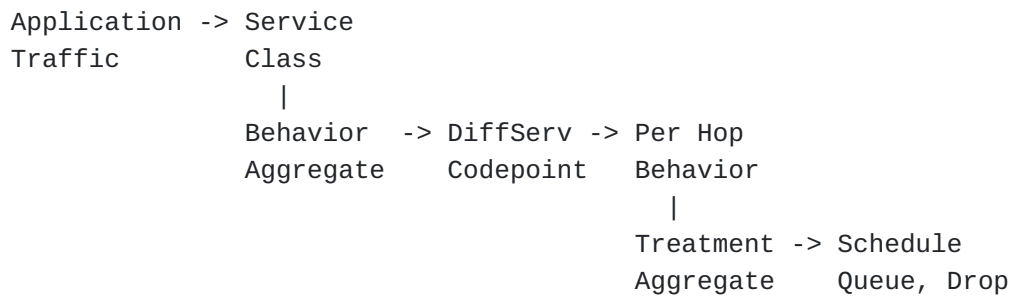 Application -> Service
Traffic        Class
                 |
               Behavior  -> DiffServ -> Per Hop
               Aggregate    Codepoint   Behavior
                                          |
                                        Treatment -> Schedule
                                        Aggregate    Queue, Drop